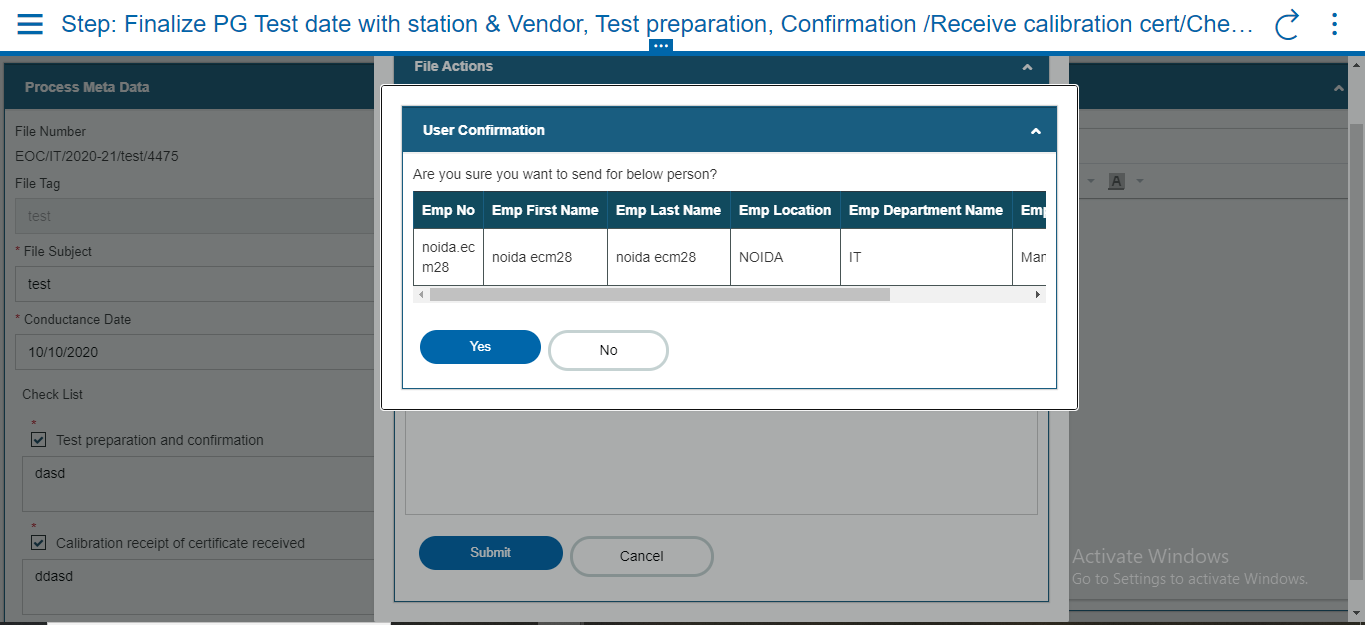 Step: Finalize PG Test date with station & Vendor, Test preparation, Confirmation /Receive calibration cert/Che...
File Actions
Process Meta Data
File Number
EOC/IT/2020-21/test/4475
File Tag
test
* File Subject
test
* Conductance Date
10/10/2020
Check List
*
Test preparation and confirmation
dasd
*
Calibration receipt of certificate received
ddasd
User Confirmation
Are you sure you want to send for below person?
Emp No Emp First Name Emp Last Name Emp Location Emp Department Name Emp
noida.ec
m28 noida ecm28 noida ecm28 NOIDA IT Man
Yes No
Submit Cancel
A
Activate Windows
Go to Settings to activate Windows.